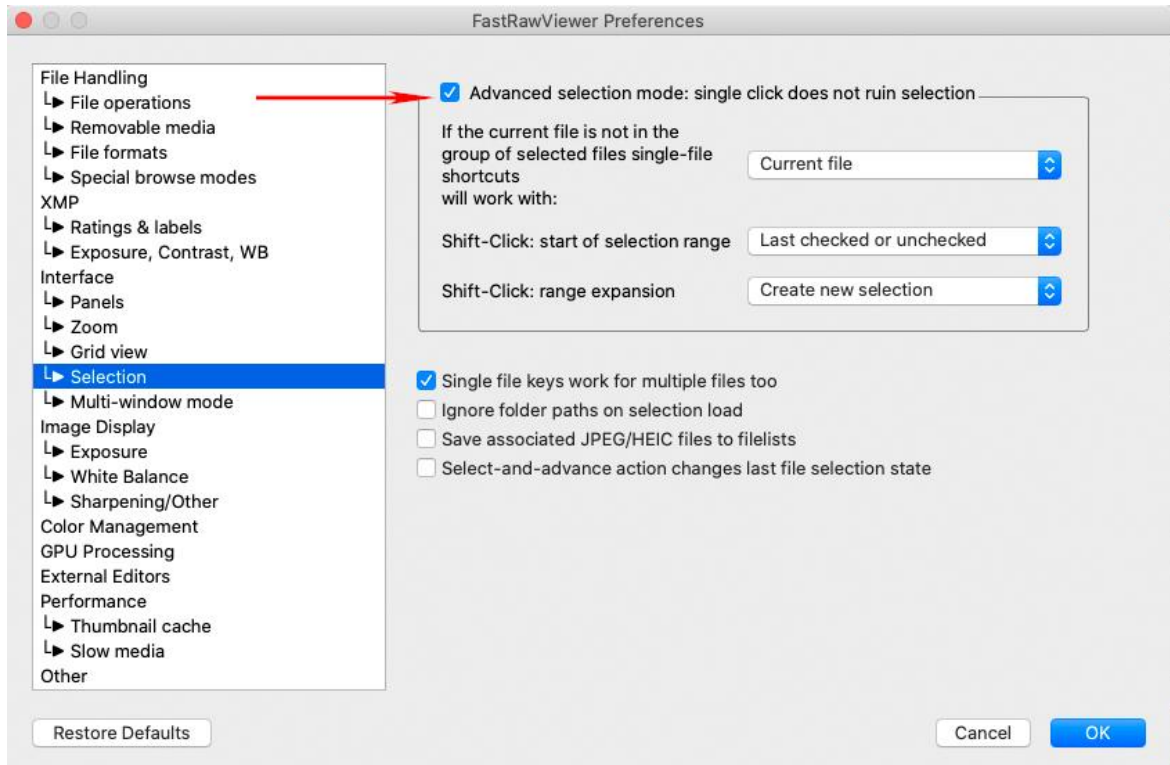 FastRawViewer Preferences
File Handling
File operations
Removable media
File formats
Special browse modes
XMP
Ratings & labels
Exposure, Contrast, WB
Interface
Panels
Zoom
Grid view
Selection
Multi-window mode
Image Display
Exposure
White Balance
Sharpening/Other
Color Management
GPU Processing
External Editors
Performance
Thumbnail cache
Slow media
Other
Advanced selection mode: single click does not ruin selection
If the current file is not in the
group of selected files single-file
shortcuts
will work with:
Current file
Shift-Click: start of selection range
Last checked or unchecked
Shift-Click: range expansion
Create new selection
Single file keys work for multiple files too
Ignore folder paths on selection load
Save associated JPEG/HEIC files to filelists
Select-and-advance action changes last file selection state
Restore Defaults
Cancel
OK